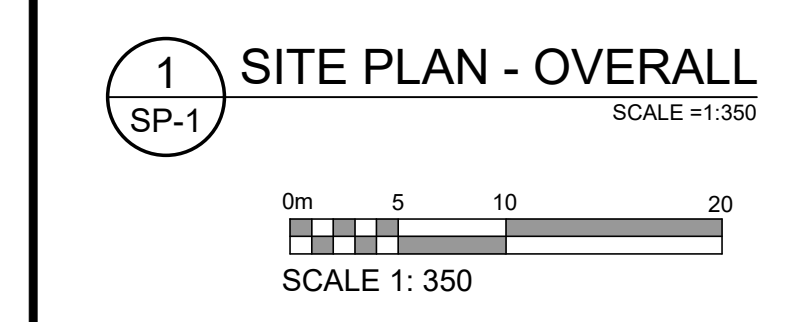 1
SP-1
SITE PLAN - OVERALL
SCALE =1:350
0m 5 10 20
SCALE 1: 350